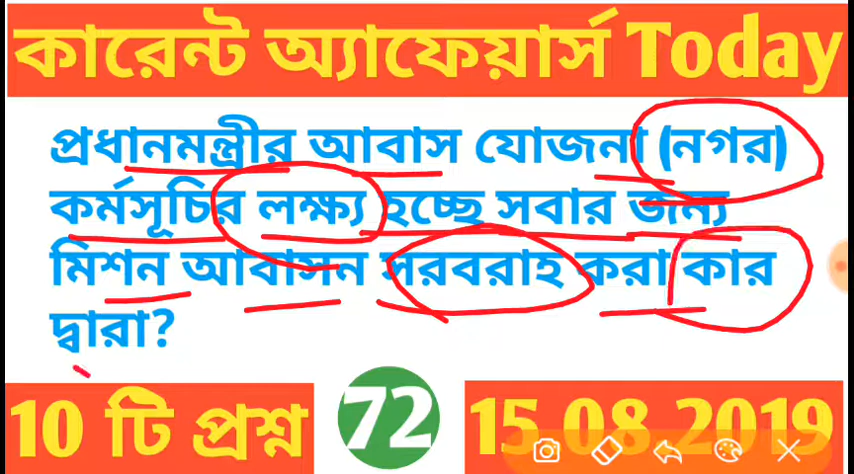 কারেন্ট অ্যাফেয়ার্স Today
প্রধানমন্ত্রীর আবাস যোজনা (নগর)
কর্মসূচির লক্ষ্য হচ্ছে সবার জন্য
মিশন আবাসন সরবরাহ করা কার
দ্বারা?
10 টি প্রশ্ন
72
15.08.2019